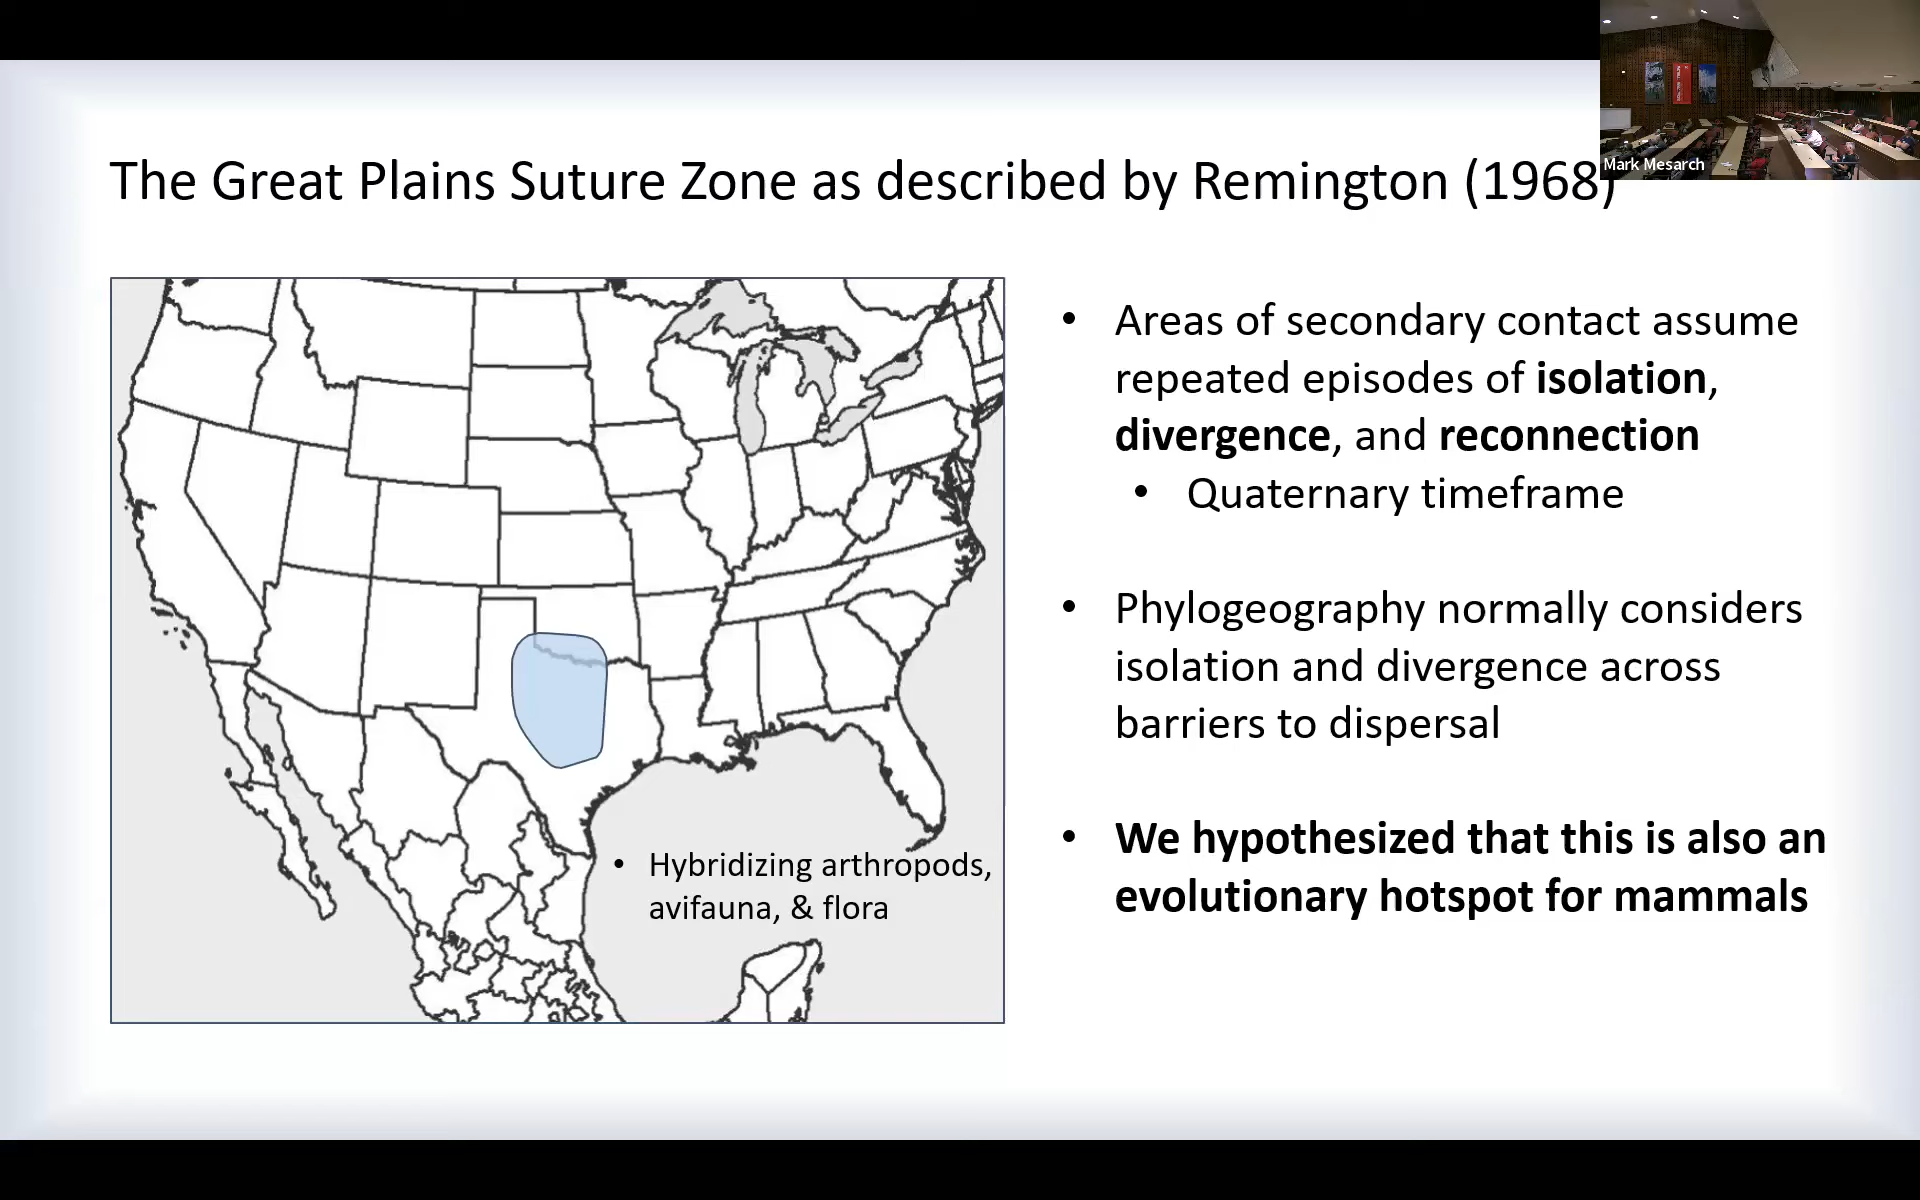 Mark Mesarch
The Great Plains Suture Zone as described by Remington (1968)
• Areas of secondary contact assume
repeated episodes of isolation,
divergence, and reconnection
• Quaternary timeframe
• Phylogeography normally considers
isolation and divergence across
barriers to dispersal
• We hypothesized that this is also an
evolutionary hotspot for mammals
• Hybridizing arthropods,
avifauna, & flora